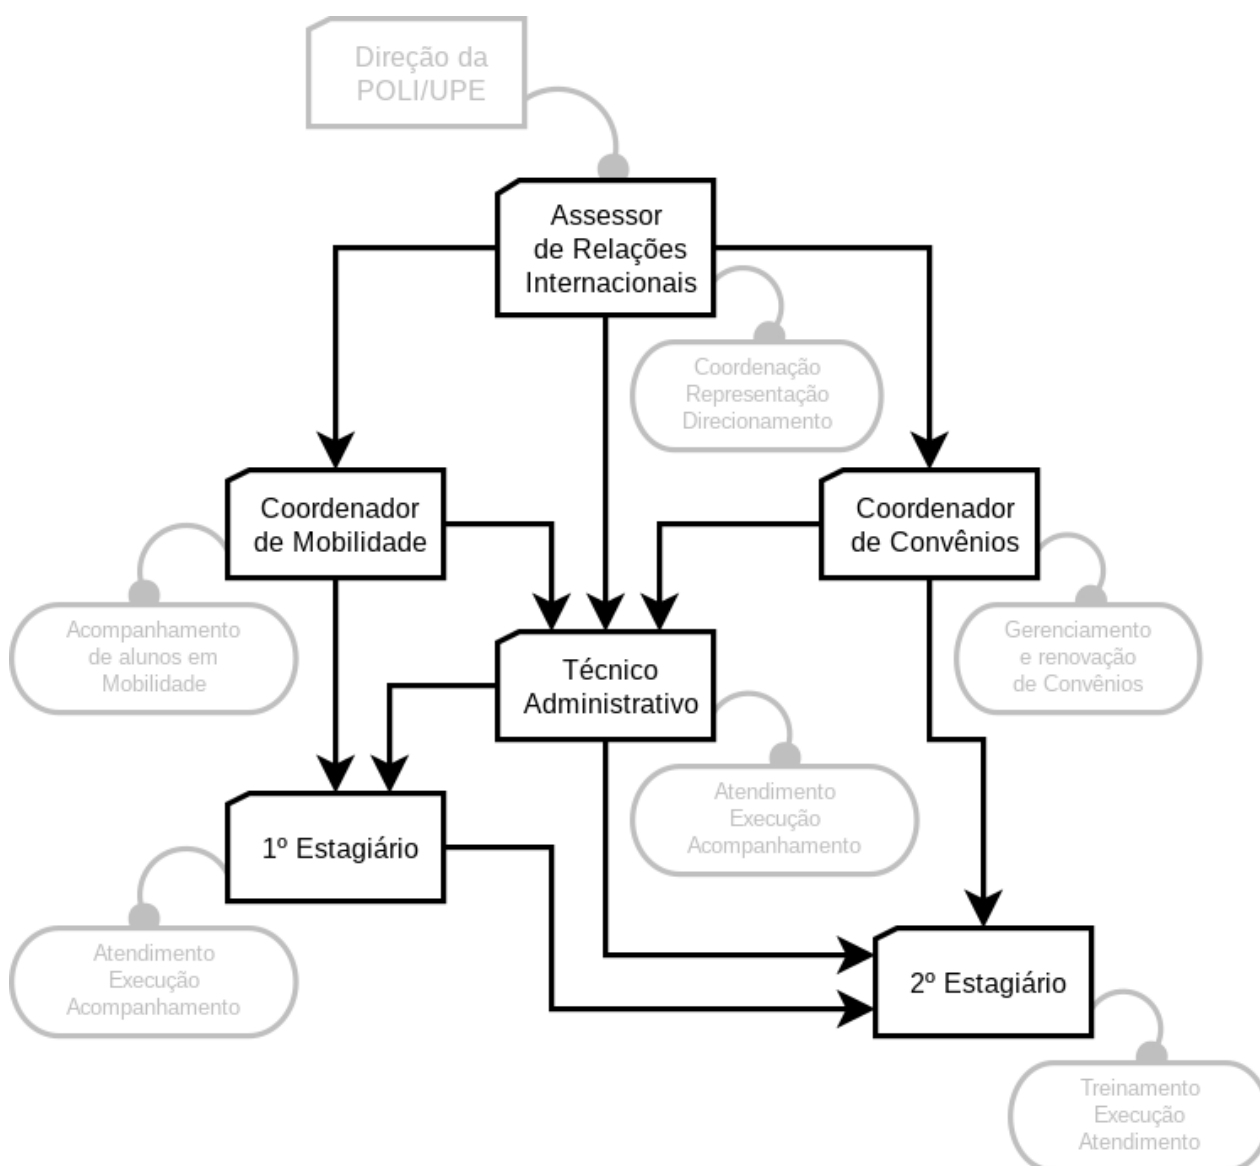 Direção da
POLI/UPE
Assessor
de Relações
Internacionais
Coordenação
Representação
Direcionamento
Coordenador
de Mobilidade
Coordenador
de Convênios
Acompanhamento
de alunos em
Mobilidade
Técnico
Administrativo
Gerenciamento
e renovação
de Convênios
Atendimento
Execução
Acompanhamento
1º Estagiário
Atendimento
Execução
Acompanhamento
2º Estagiário
Treinamento
Execução
Atendimento